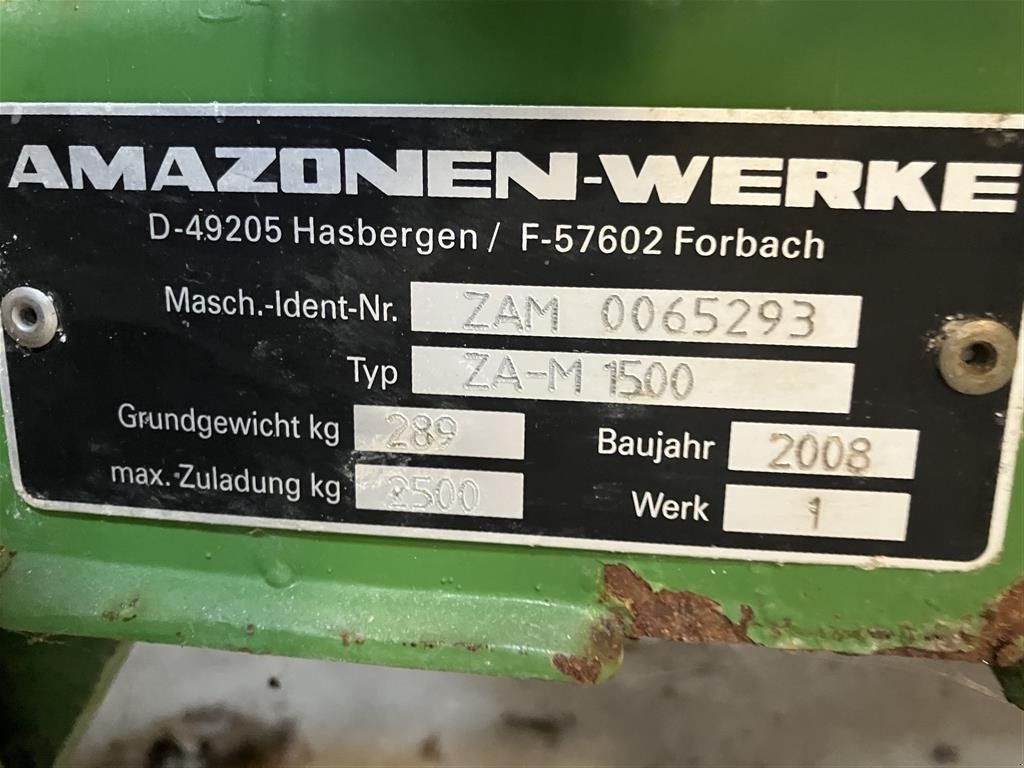 AMAZONEN-WERKE
D-49205 Hasbergen / F-57602 Forbach
Masch.-Ident-Nr. ZAM 0065293
Typ ZA-M 1500
Grundgewicht kg 289 Baujahr 2008
max. Zuladung kg 2500 Werk 1